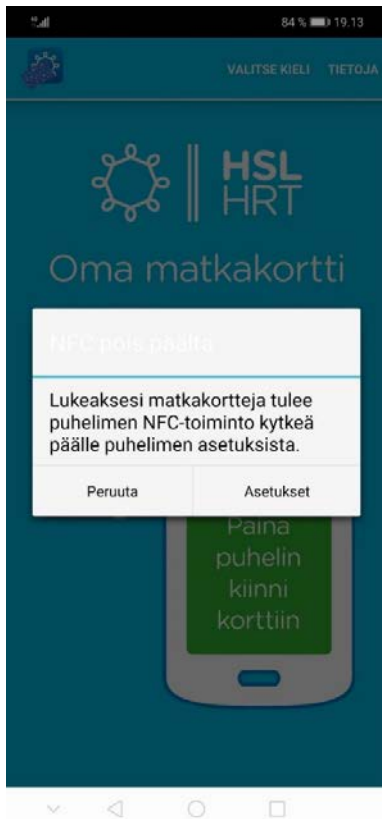 84 % 19.13
VALITSE KIELI TIETOJA
HSL
HRT
Oma matkakortti
NFC pois päältä
Lukeaksesi matkakortteja tulee
puhelimen NFC-toiminto kytkeä
päälle puhelimen asetuksista.
Peruuta Asetukset
Paina
puhelin
kiinni
korttiin